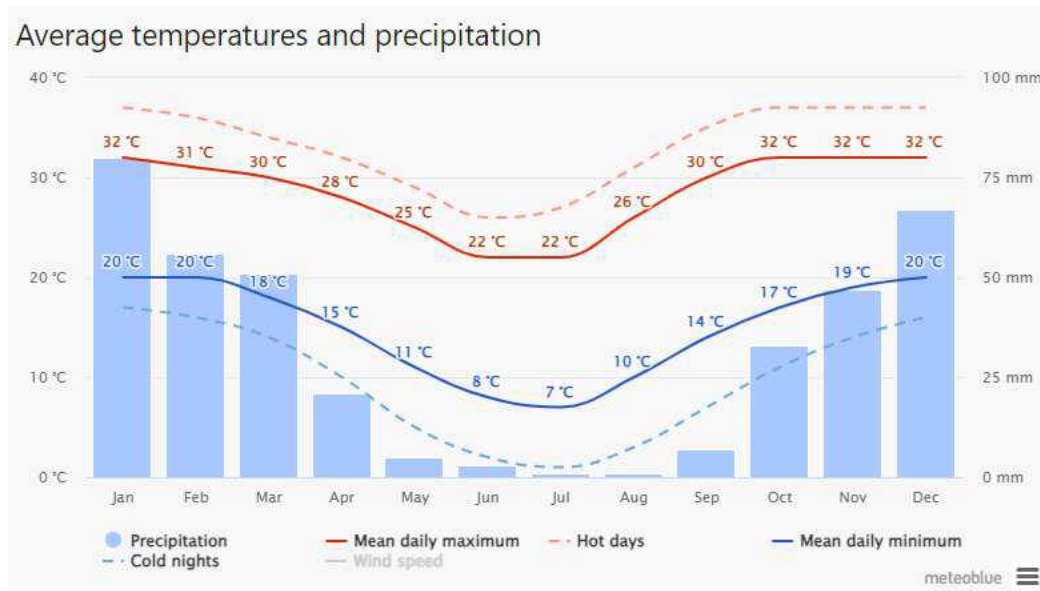 Average temperatures and precipitation
40 °C
100 mm
32 °C
31 °C
30 °C
28 °C
25 °C
22 °C
22 °C
26 °C
30 °C
32 °C
32 °C
32 °C
30 °C
75 mm
20 °C
20 °C
18 °C
15 °C
11 °C
8 °C
7 °C
10 °C
14 °C
17 °C
19 °C
20 °C
20 °C
50 mm
10 °C
25 mm
0 °C
0 mm
Jan Feb Mar Apr May Jun Jul Aug Sep Oct Nov Dec
Precipitation Mean daily maximum Hot days Mean daily minimum
Cold nights Wind speed
meteoblue